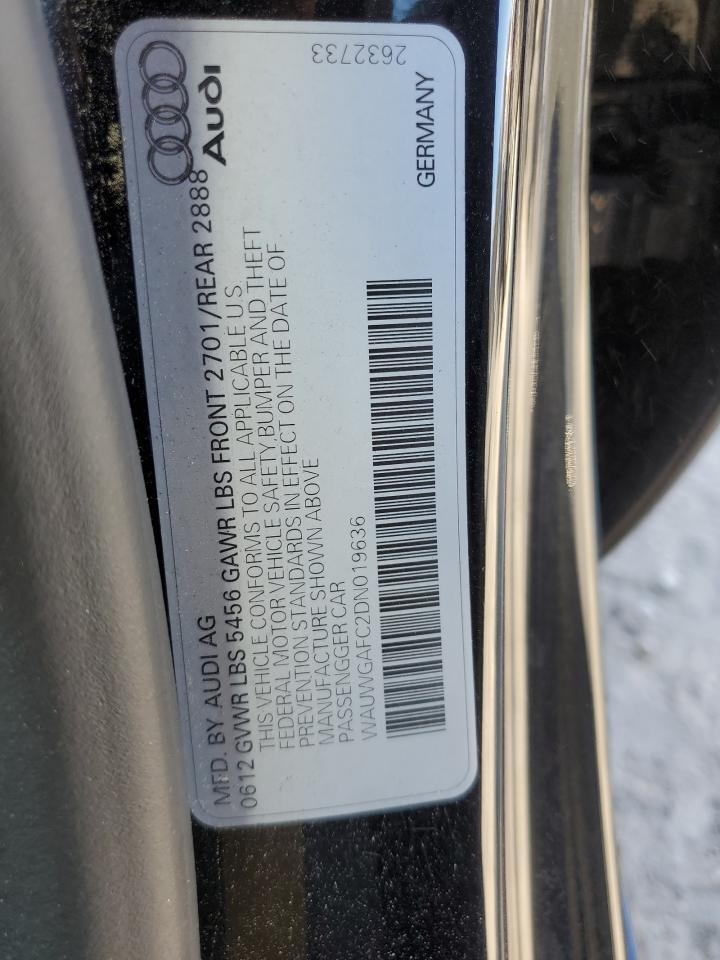 Audi
MFD. BY AUDI AG
0612 GVWR LBS 5456 GAWR LBS FRONT 2701/REAR 2888
THIS VEHICLE CONFORMS TO ALL APPLICABLE U.S.
FEDERAL MOTOR VEHICLE SAFETY, BUMPER AND THEFT
PREVENTION STANDARDS IN EFFECT ON THE DATE OF
MANUFACTURE SHOWN ABOVE
PASSENGGER CAR
WAUWGAFC2DN019636
GERMANY
2632733